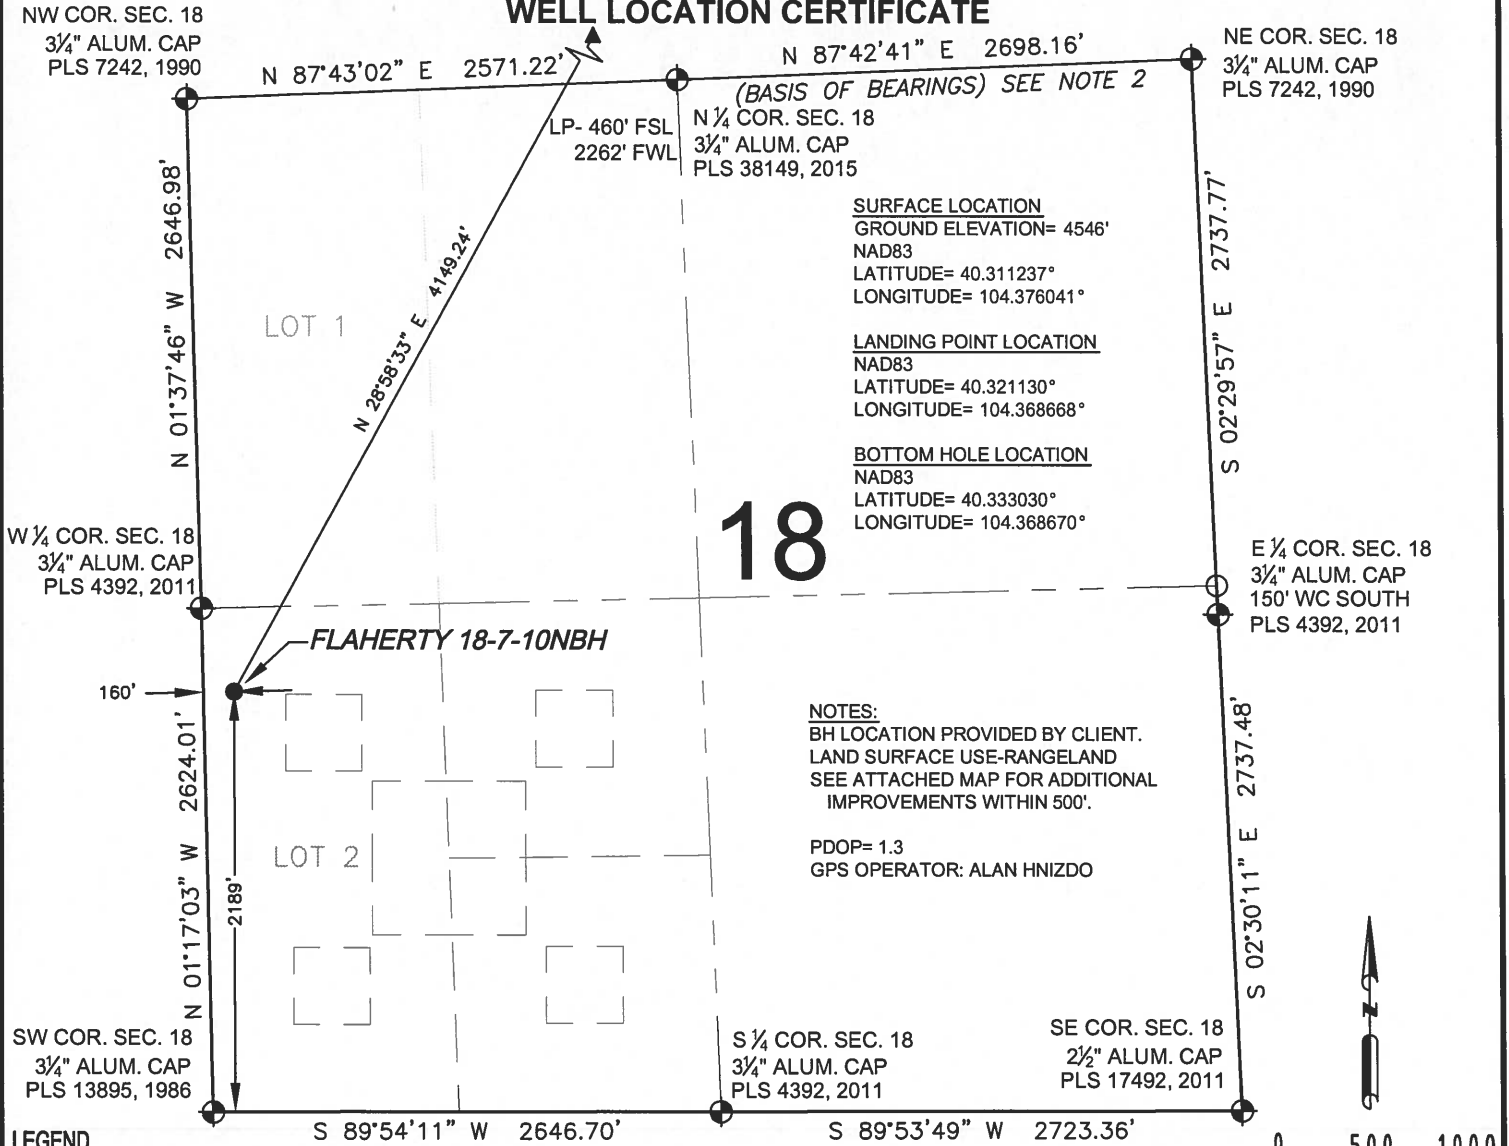 WELL LOCATION CERTIFICATE
NW COR. SEC. 18
3¼" ALUM. CAP
PLS 7242, 1990
N 87°43'02" E 2571.22'
N 87°42'41" E 2698.16'
(BASIS OF BEARINGS) SEE NOTE 2
NE COR. SEC. 18
3¼" ALUM. CAP
PLS 7242, 1990
LP- 460' FSL
2262' FWL
N ¼ COR. SEC. 18
3¼" ALUM. CAP
PLS 38149, 2015
N 01°37'46" W 2646.98'
N 28°58'33" E 4149.24'
LOT 1
SURFACE LOCATION
GROUND ELEVATION= 4546'
NAD83
LATITUDE= 40.311237°
LONGITUDE= 104.376041°
LANDING POINT LOCATION
NAD83
LATITUDE= 40.321130°
LONGITUDE= 104.368668°
BOTTOM HOLE LOCATION
NAD83
LATITUDE= 40.333030°
LONGITUDE= 104.368670°
S 02°29'57" E 2737.77'
18
W ¼ COR. SEC. 18
3¼" ALUM. CAP
PLS 4392, 2011
E ¼ COR. SEC. 18
3¼" ALUM. CAP
150' WC SOUTH
PLS 4392, 2011
FLAHERTY 18-7-10NBH
160'
N 01°17'03" W 2624.01'
2189'
LOT 2
NOTES:
BH LOCATION PROVIDED BY CLIENT.
LAND SURFACE USE-RANGELAND
SEE ATTACHED MAP FOR ADDITIONAL
IMPROVEMENTS WITHIN 500'.
PDOP= 1.3
GPS OPERATOR: ALAN HNIZDO
S 02°30'11" E 2737.48'
SW COR. SEC. 18
3¼" ALUM. CAP
PLS 13895, 1986
S ¼ COR. SEC. 18
3¼" ALUM. CAP
PLS 4392, 2011
SE COR. SEC. 18
2½" ALUM. CAP
PLS 17492, 2011
N
S 89°54'11" W 2646.70'
S 89°53'49" W 2723.36'
LEGEND
0 500 1000